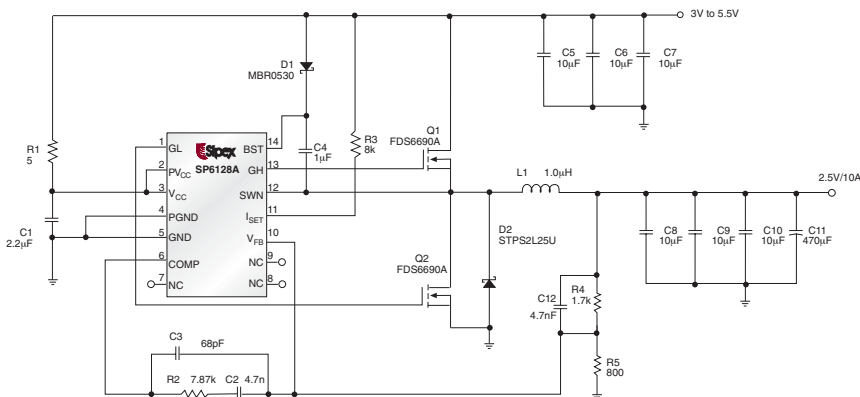 3V to 5.5V
C5
10µF
C6
10µF
C7
10µF
D1
MBR0530
R1
5
C4
1µF
R3
8k
Q1
FDS6690A
Sipex
SP6128A
1
GL
2
PVCC
3
VCC
4
PGND
5
GND
6
COMP
7
NC
14
BST
13
GH
12
SWN
11
ISET
10
VFB
9
NC
8
NC
C1
2.2µF
L1
1.0µH
2.5V/10A
D2
STPS2L25U
Q2
FDS6690A
C8
10µF
C9
10µF
C10
10µF
C11
470µF
C12
4.7nF
R4
1.7k
R5
800
C3
68pF
R2
7.87k
C2
4.7n